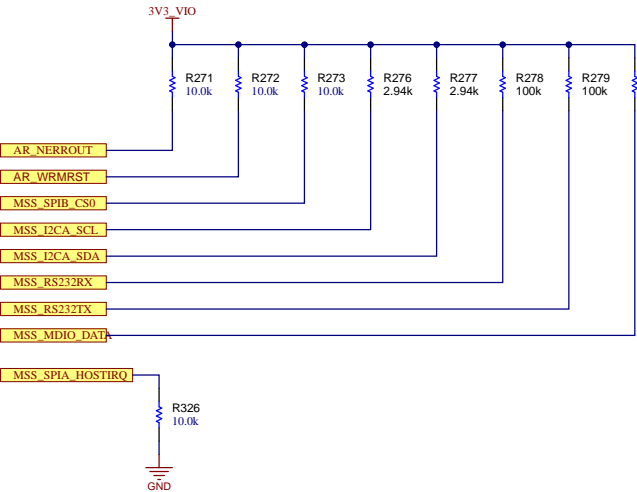 3V3_VIO
R271
10.0k
R272
10.0k
R273
10.0k
R276
2.94k
R277
2.94k
R278
100k
R279
100k
AR_NERROUT
AR_WRMRST
MSS_SPIB_CS0
MSS_I2CA_SCL
MSS_I2CA_SDA
MSS_RS232RX
MSS_RS232TX
MSS_MDIO_DATA
MSS_SPIA_HOSTIRQ
R326
10.0k
GND